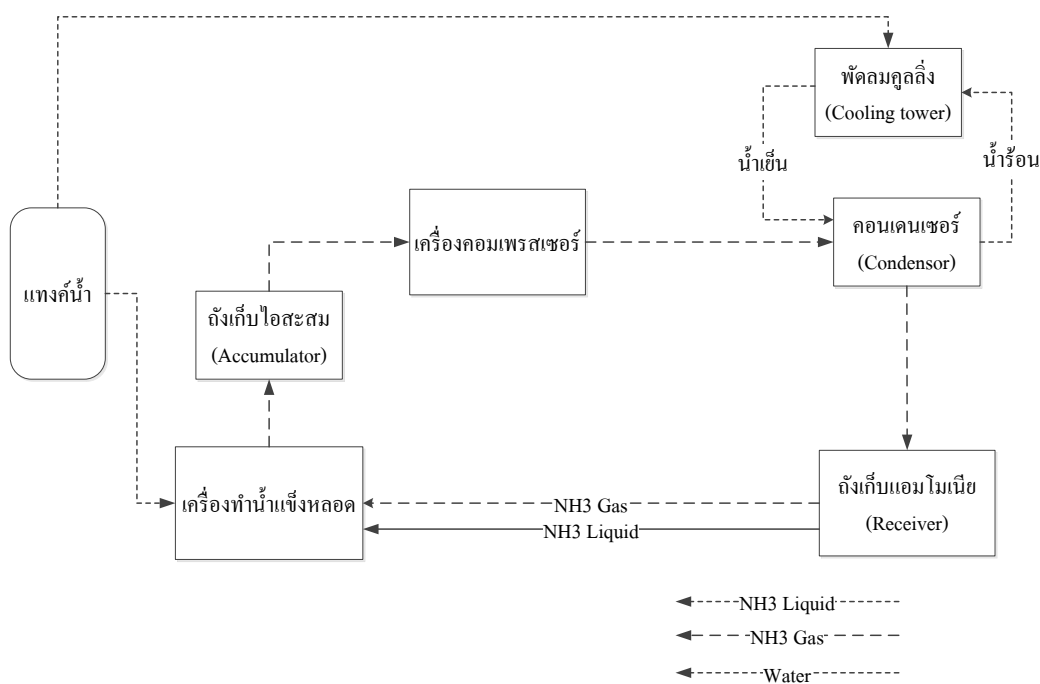 พัดลมคูลลิ่ง
(Cooling tower)
น้ำเย็น
น้ำร้อน
เครื่องคอมเพรสเซอร์
คอนเดนเซอร์
(Condensor)
แทงค์น้ำ
ถังเก็บไอสะสม
(Accumulator)
เครื่องทำน้ำแข็งหลอด
NH3 Gas
NH3 Liquid
ถังเก็บแอมโมเนีย
(Receiver)
NH3 Liquid
NH3 Gas
Water